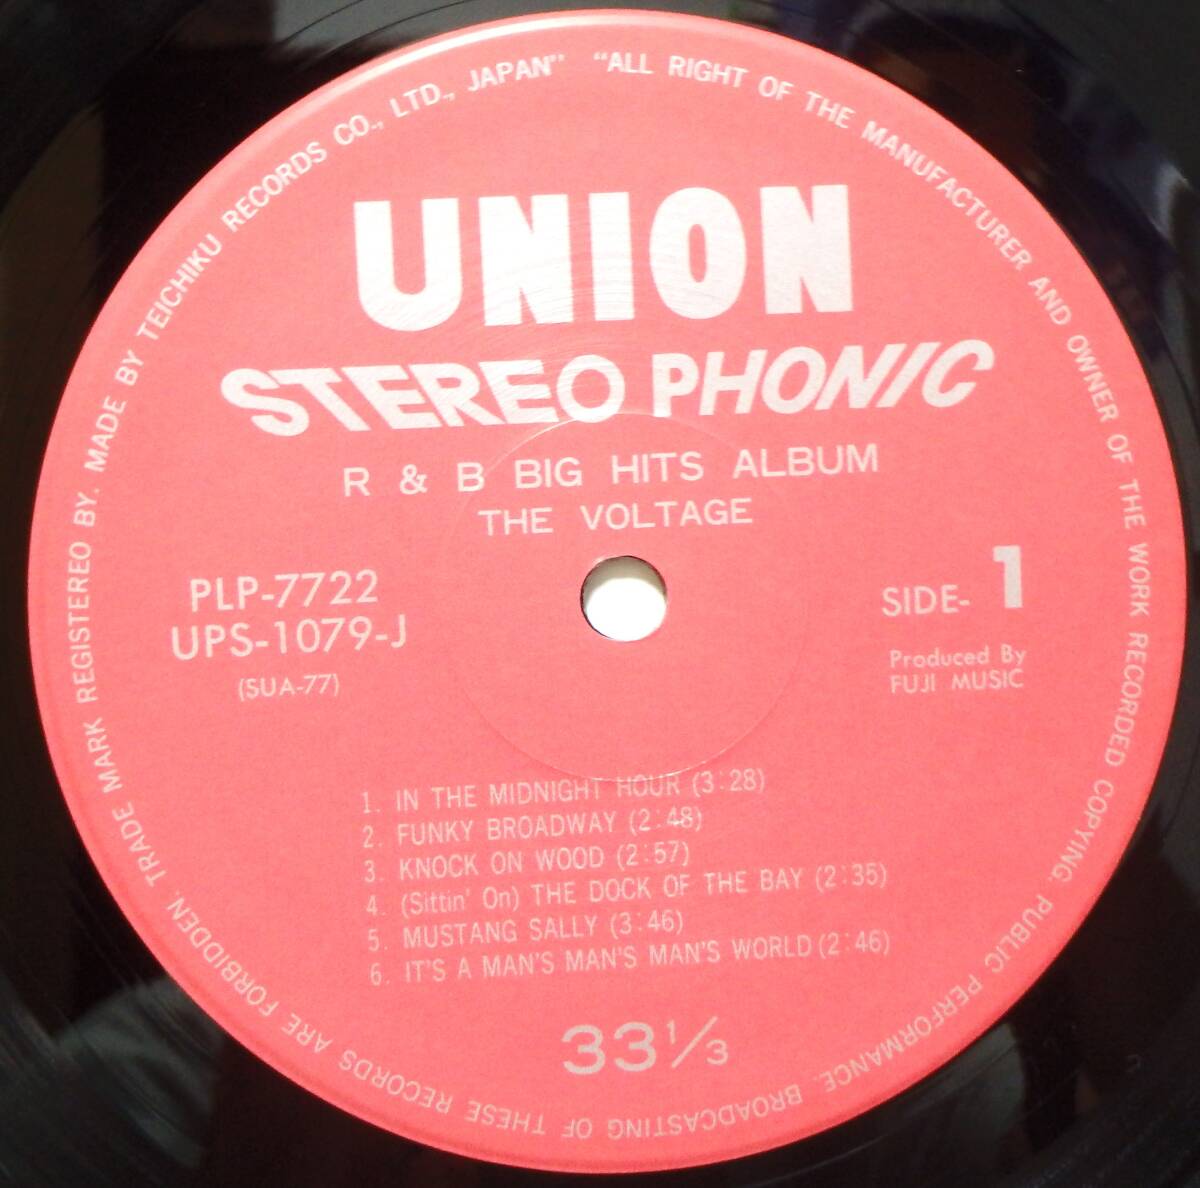 UNION
STEREO PHONIC
R & B BIG HITS ALBUM
THE VOLTAGE
PLP-7722
UPS-1079-J
(SUA-77)
SIDE- 1
Produced By
FUJI MUSIC
1. IN THE MIDNIGHT HOUR (3:28)
2. FUNKY BROADWAY (2:48)
3. KNOCK ON WOOD (2:57)
4. (Sittin' On) THE DOCK OF THE BAY (2:35)
5. MUSTANG SALLY (3:46)
6. IT'S A MAN'S MAN'S MAN'S WORLD (2:46)
33 1/3
"ALL RIGHT OF THE MANUFACTURER AND OWNER OF THE WORK RECORDED COPYING, PUBLIC PERFORMANCE, BROADCASTING OF THESE RECORDS ARE FORBIDDEN. TRADE MARK REGISTERED BY. MADE BY TEICHIKU RECORDS CO., LTD., JAPAN"